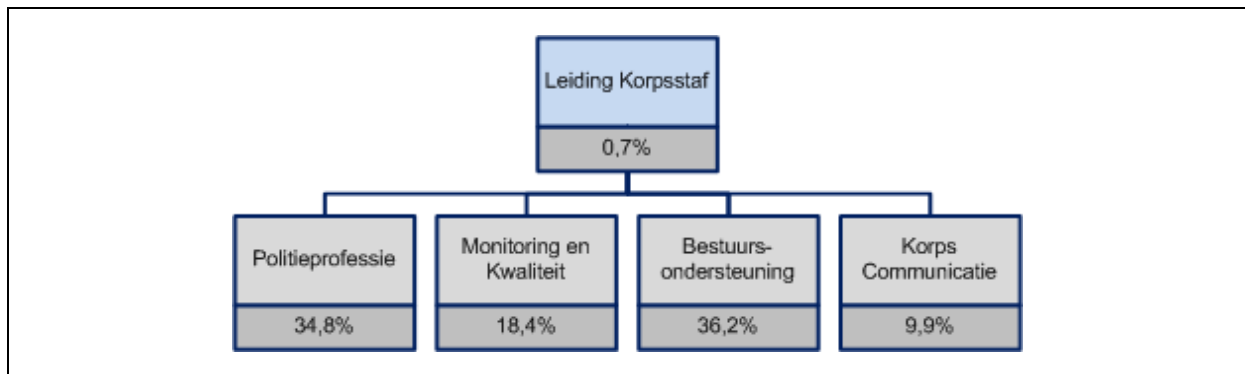 Leiding Korpsstaf
0,7%
Politieprofessie
34,8%
Monitoring en
Kwaliteit
18,4%
Bestuurs-
ondersteuning
36,2%
Korps
Communicatie
9,9%